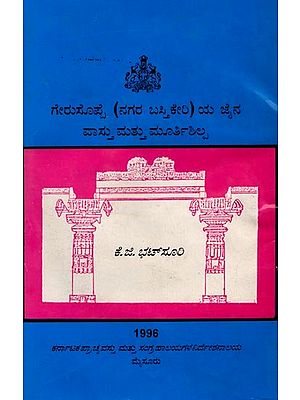 ಗೇರುಸೊಪ್ಪೆ (ನಗರ ಬಸ್ತಿಕೇರಿ) ಯ ಜೈನ
ವಾಸ್ತು ಮತ್ತು ಮೂರ್ತಿಶಿಲ್ಪ
ಕೆ.ಜಿ. ಭಟ್‌ಸೂರಿ
1996
ಕರ್ನಾಟಕ ಪ್ರಾಚ್ಯವಸ್ತು ಮತ್ತು ಸಂಗ್ರಹಾಲಯಗಳ ನಿರ್ದೇಶನಾಲಯ
ಮೈಸೂರು